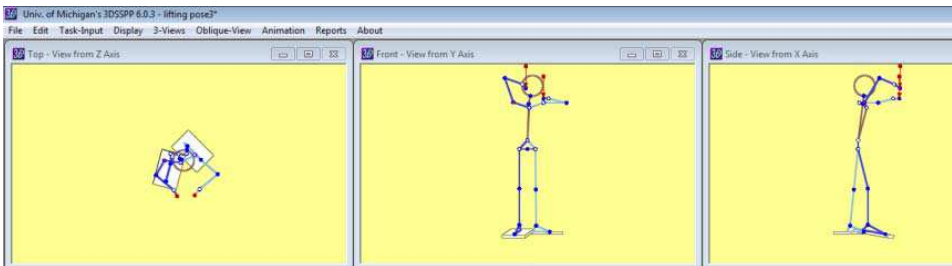 Univ. of Michigan's 3DSSPP 6.0.3 - lifting pose3*
File Edit Task-Input Display 3-Views Oblique-View Animation Reports About
Top - View from Z Axis
Front - View from Y Axis
Side - View from X Axis